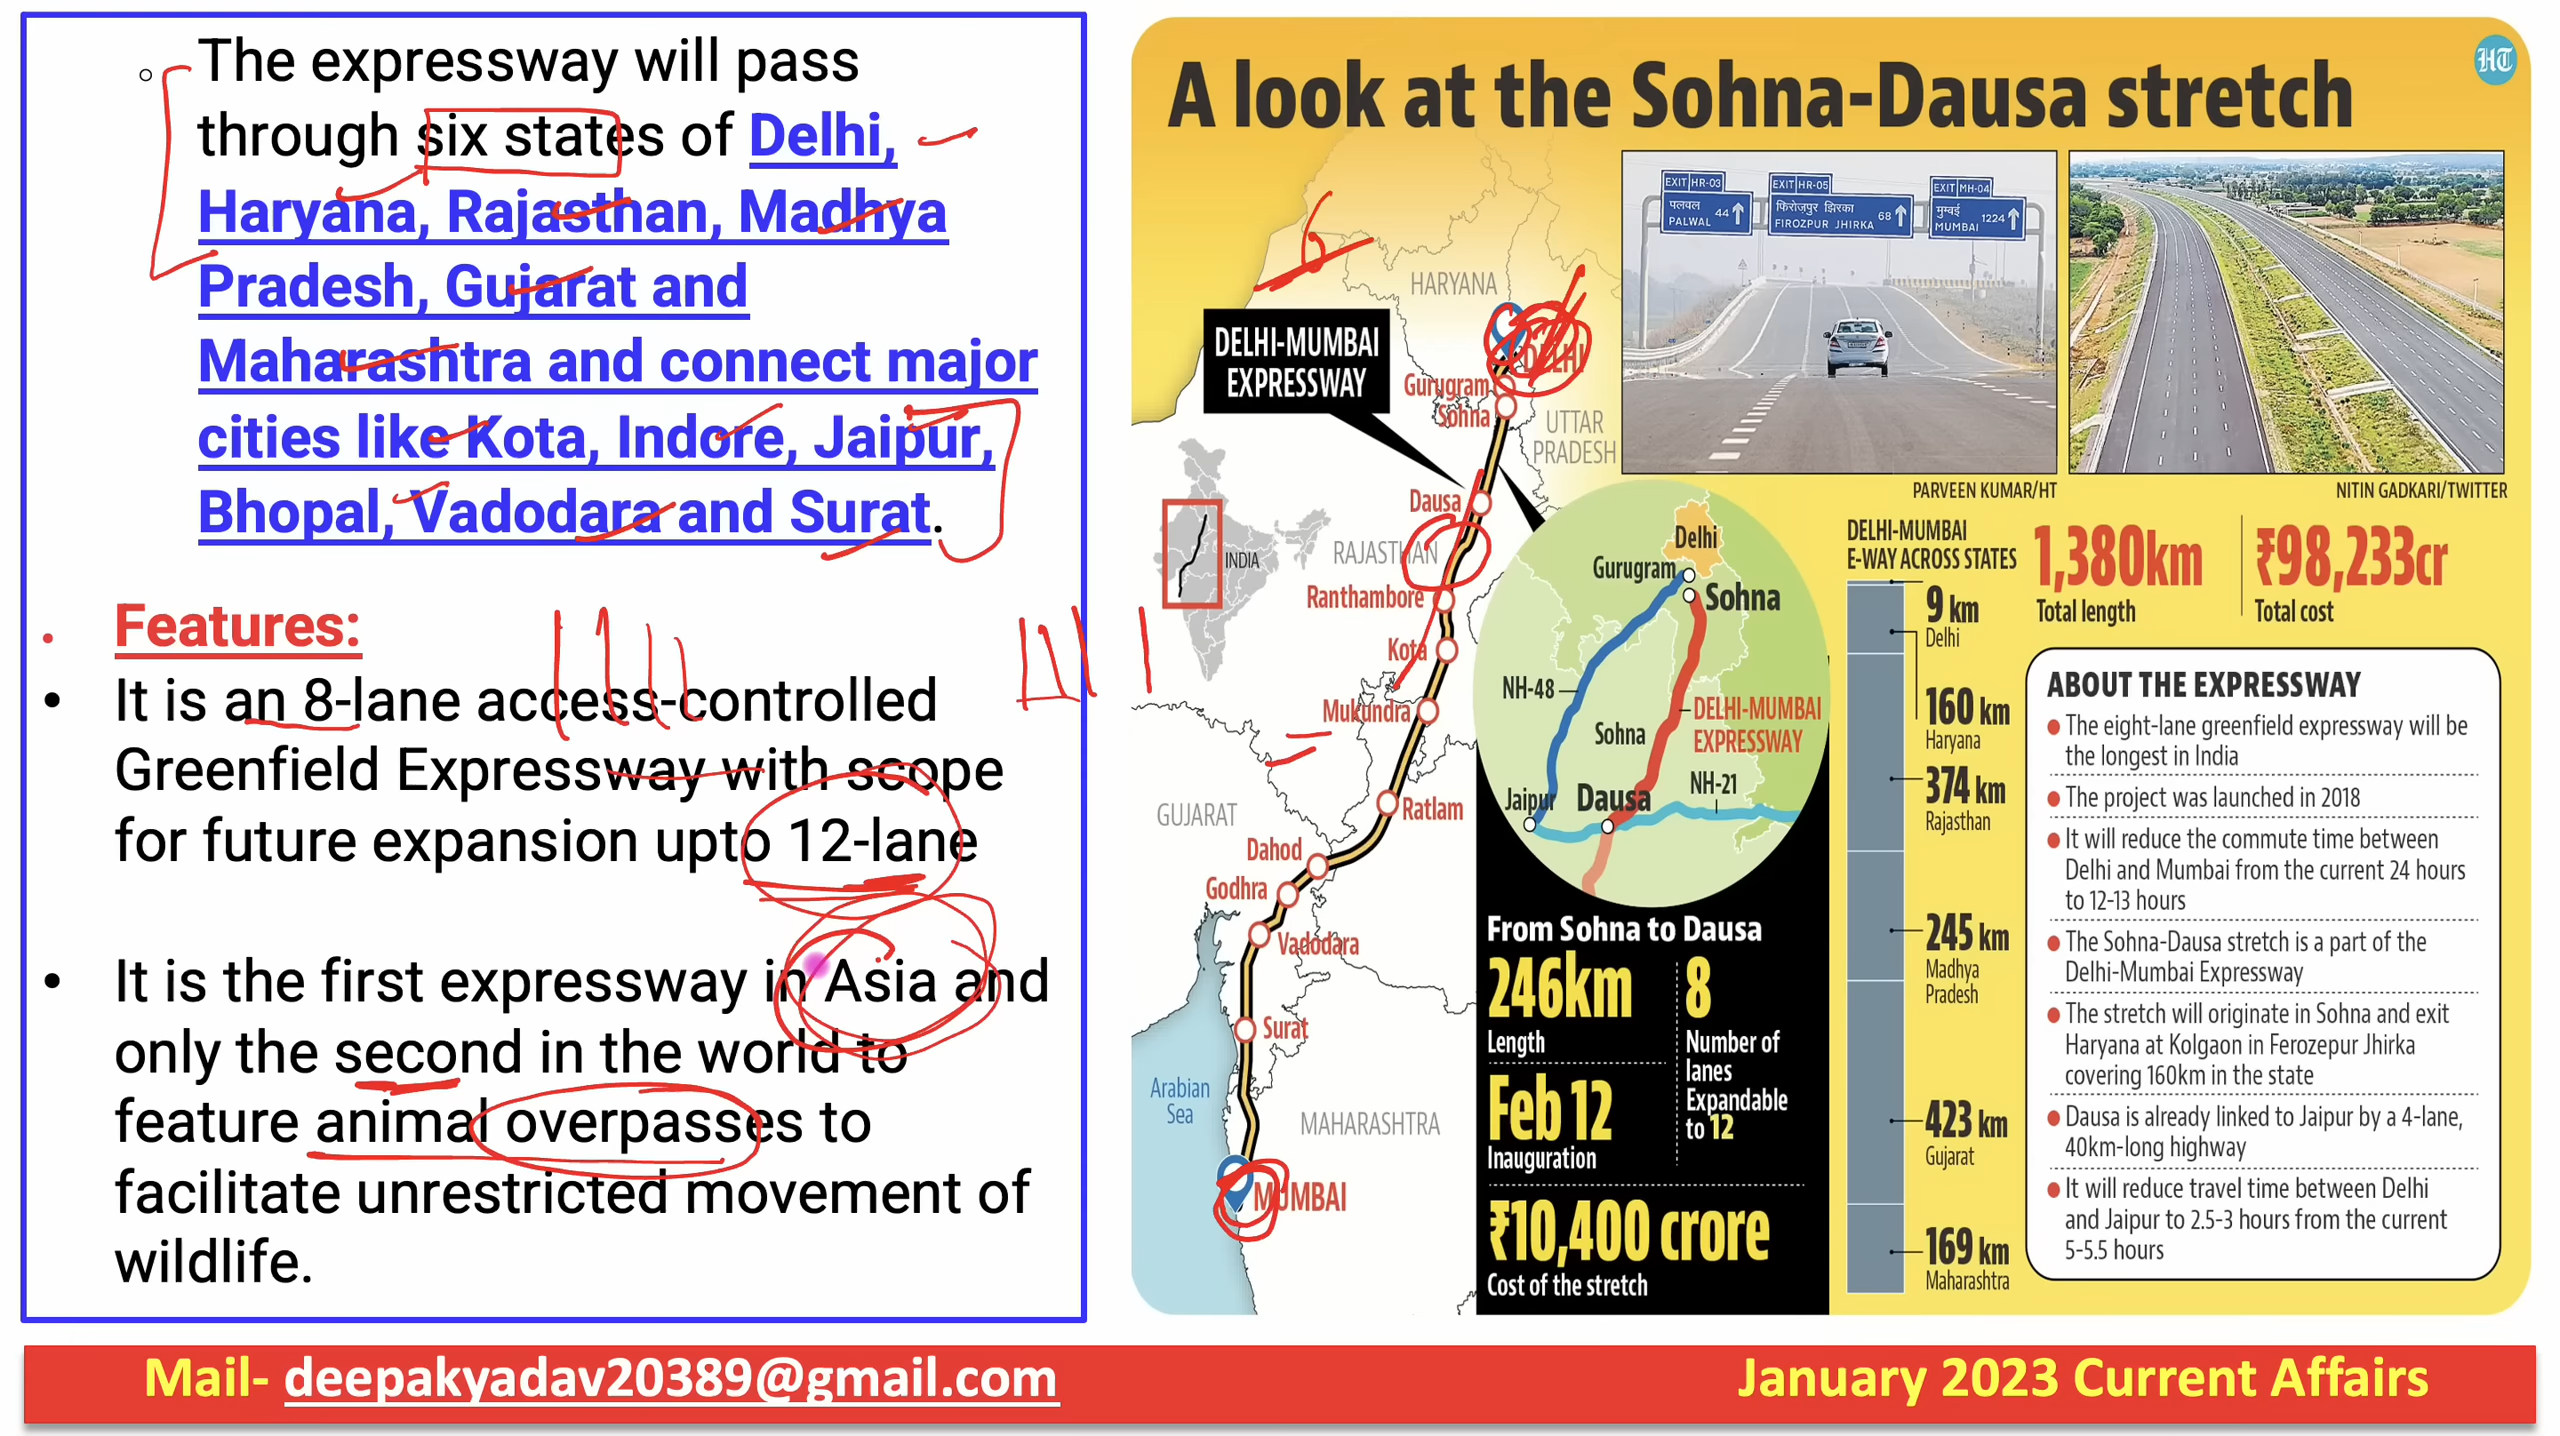 The expressway will pass
through six states of Delhi,
Haryana, Rajasthan, Madhya
Pradesh, Gujarat and
Maharashtra and connect major
cities like Kota, Indore, Jaipur,
Bhopal, Vadodara and Surat.
Features:
It is an 8-lane access-controlled
Greenfield Expressway with scope
for future expansion upto 12-lane
It is the first expressway in Asia and
only the second in the world to
feature animal overpasses to
facilitate unrestricted movement of
wildlife.
A look at the Sohna-Dausa stretch
HT
6
EXIT HR-03
पलवल
PALWAL 44
EXIT HR-05
फिरोज़पुर झिरका
FIROZPUR JHIRKA 68
EXIT MH-04
मुम्बई
MUMBAI 1224
PARVEEN KUMAR/HT
NITIN GADKARI/TWITTER
HARYANA
DELHI-MUMBAI
EXPRESSWAY
DELHI
Gurugram
Sohna
UTTAR
PRADESH
Dausa
RAJASTHAN
INDIA
Ranthambore
Kota
Mukundra
GUJARAT
Ratlam
Dahod
Godhra
Vadodara
Surat
Arabian
Sea
MAHARASHTRA
MUMBAI
Delhi
Gurugram
Sohna
NH-48
Sohna
DELHI-MUMBAI
EXPRESSWAY
NH-21
Jaipur
Dausa
From Sohna to Dausa
246km
Length
8
Number of
lanes
Expandable
to 12
Feb 12
Inauguration
₹10,400 crore
Cost of the stretch
DELHI-MUMBAI
E-WAY ACROSS STATES
9 km
Delhi
160 km
Haryana
374 km
Rajasthan
245 km
Madhya
Pradesh
423 km
Gujarat
169 km
Maharashtra
1,380km
Total length
₹98,233cr
Total cost
ABOUT THE EXPRESSWAY
The eight-lane greenfield expressway will be
the longest in India
The project was launched in 2018
It will reduce the commute time between
Delhi and Mumbai from the current 24 hours
to 12-13 hours
The Sohna-Dausa stretch is a part of the
Delhi-Mumbai Expressway
The stretch will originate in Sohna and exit
Haryana at Kolgaon in Ferozepur Jhirka
covering 160km in the state
Dausa is already linked to Jaipur by a 4-lane,
40km-long highway
It will reduce travel time between Delhi
and Jaipur to 2.5-3 hours from the current
5-5.5 hours
Mail- deepakyadav20389@gmail.com
January 2023 Current Affairs